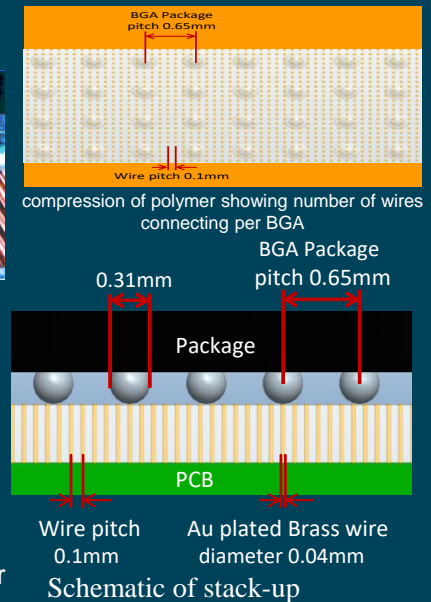 BGA Package
pitch 0.65mm
Wire pitch 0.1mm
compression of polymer showing number of wires
connecting per BGA
BGA Package
pitch 0.65mm
0.31mm
Package
PCB
Wire pitch
0.1mm
Au plated Brass wire
diameter 0.04mm
r
Schematic of stack-up